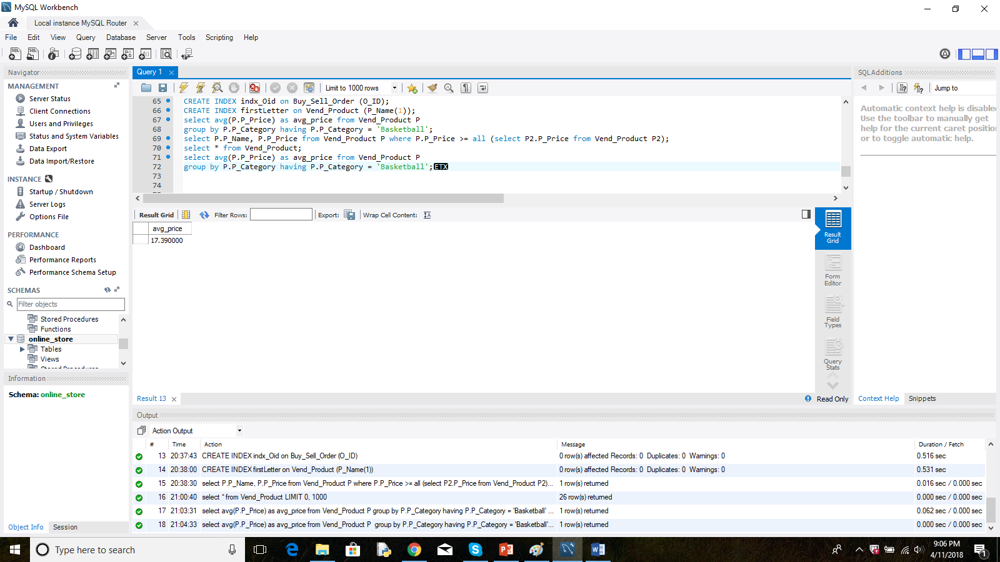 MySQL Workbench
Local instance MySQL Router
File Edit View Query Database Server Tools Scripting Help
Navigator
MANAGEMENT
Server Status
Client Connections
Users and Privileges
Status and System Variables
Data Export
Data Import/Restore
INSTANCE
Startup / Shutdown
Server Logs
Options File
PERFORMANCE
Dashboard
Performance Reports
Performance Schema Setup
SCHEMAS
Filter objects
Stored Procedures
Functions
online_store
Tables
Views
Stored Procedures
Information
Schema: online_store
Object Info Session
Query 1
Limit to 1000 rows
65 CREATE INDEX indx_Oid on Buy_Sell_Order (O_ID);
66 CREATE INDEX firstLetter on Vend_Product (P_Name(1));
67 select avg(P.P_Price) as avg_price from Vend_Product P
68 group by P.P_Category having P.P_Category = 'Basketball';
69 select P.P_Name, P.P_Price from Vend_Product P where P.P_Price >= all (select P2.P_Price from Vend_Product P2);
70 select * from Vend_Product;
71 select avg(P.P_Price) as avg_price from Vend_Product P
72 group by P.P_Category having P.P_Category = 'Basketball';ETX
73
74
Result Grid Filter Rows: Export: Wrap Cell Content:
avg_price
17.390000
Result
Grid
Form
Editor
Field
Types
Query
Stats
Result 13
Read Only
SQLAdditions
Jump to
Automatic context help is disabled
Use the toolbar to manually get
help for the current caret position
or to toggle automatic help.
Context Help Snippets
Output
Action Output
# Time Action Message Duration / Fetch
13 20:37:43 CREATE INDEX indx_Oid on Buy_Sell_Order (O_ID) 0 row(s) affected Records: 0 Duplicates: 0 Warnings: 0 0.516 sec
14 20:38:00 CREATE INDEX firstLetter on Vend_Product (P_Name(1)) 0 row(s) affected Records: 0 Duplicates: 0 Warnings: 0 0.531 sec
15 20:38:30 select P.P_Name, P.P_Price from Vend_Product P where P.P_Price >= all (select P2.P_Price from Vend_Product P2)... 1 row(s) returned 0.016 sec / 0.000 sec
16 21:00:40 select * from Vend_Product LIMIT 0, 1000 26 row(s) returned 0.000 sec / 0.000 sec
17 21:03:31 select avg(P.P_Price) as avg_price from Vend_Product P group by P.P_Category having P.P_Category = 'Basketball' ... 1 row(s) returned 0.062 sec / 0.000 sec
18 21:04:33 select avg(P.P_Price) as avg_price from Vend_Product P group by P.P_Category having P.P_Category = 'Basketball'... 1 row(s) returned 0.000 sec / 0.000 sec
Type here to search
9:06 PM
4/11/2018
1